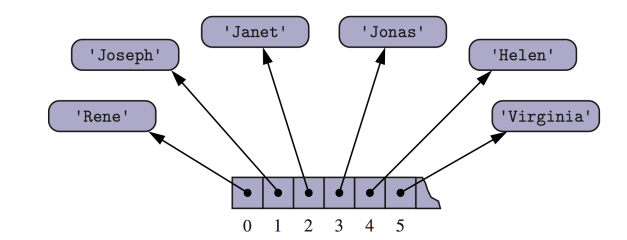 'Janet'
'Jonas'
'Joseph'
'Helen'
'Rene'
'Virginia'
0 1 2 3 4 5